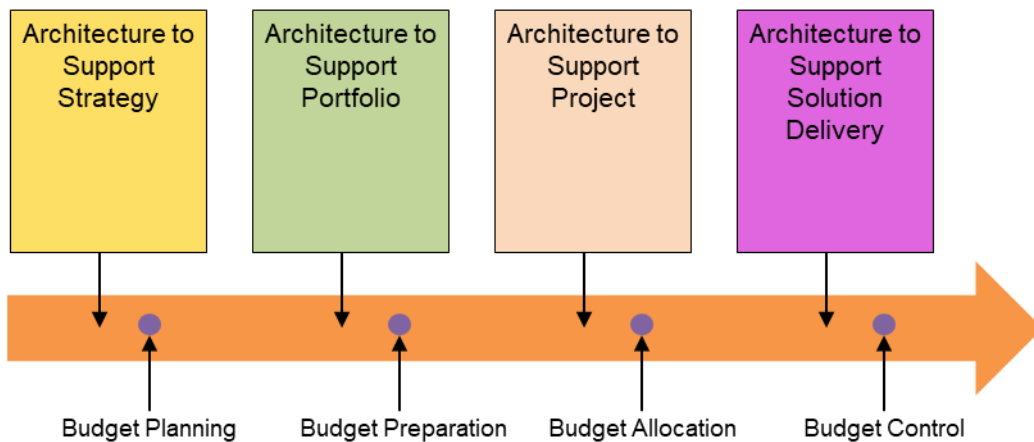 Architecture to
Support
Strategy
Architecture to
Support
Portfolio
Architecture to
Support
Project
Architecture to
Support
Solution
Delivery
Budget Planning
Budget Preparation
Budget Allocation
Budget Control